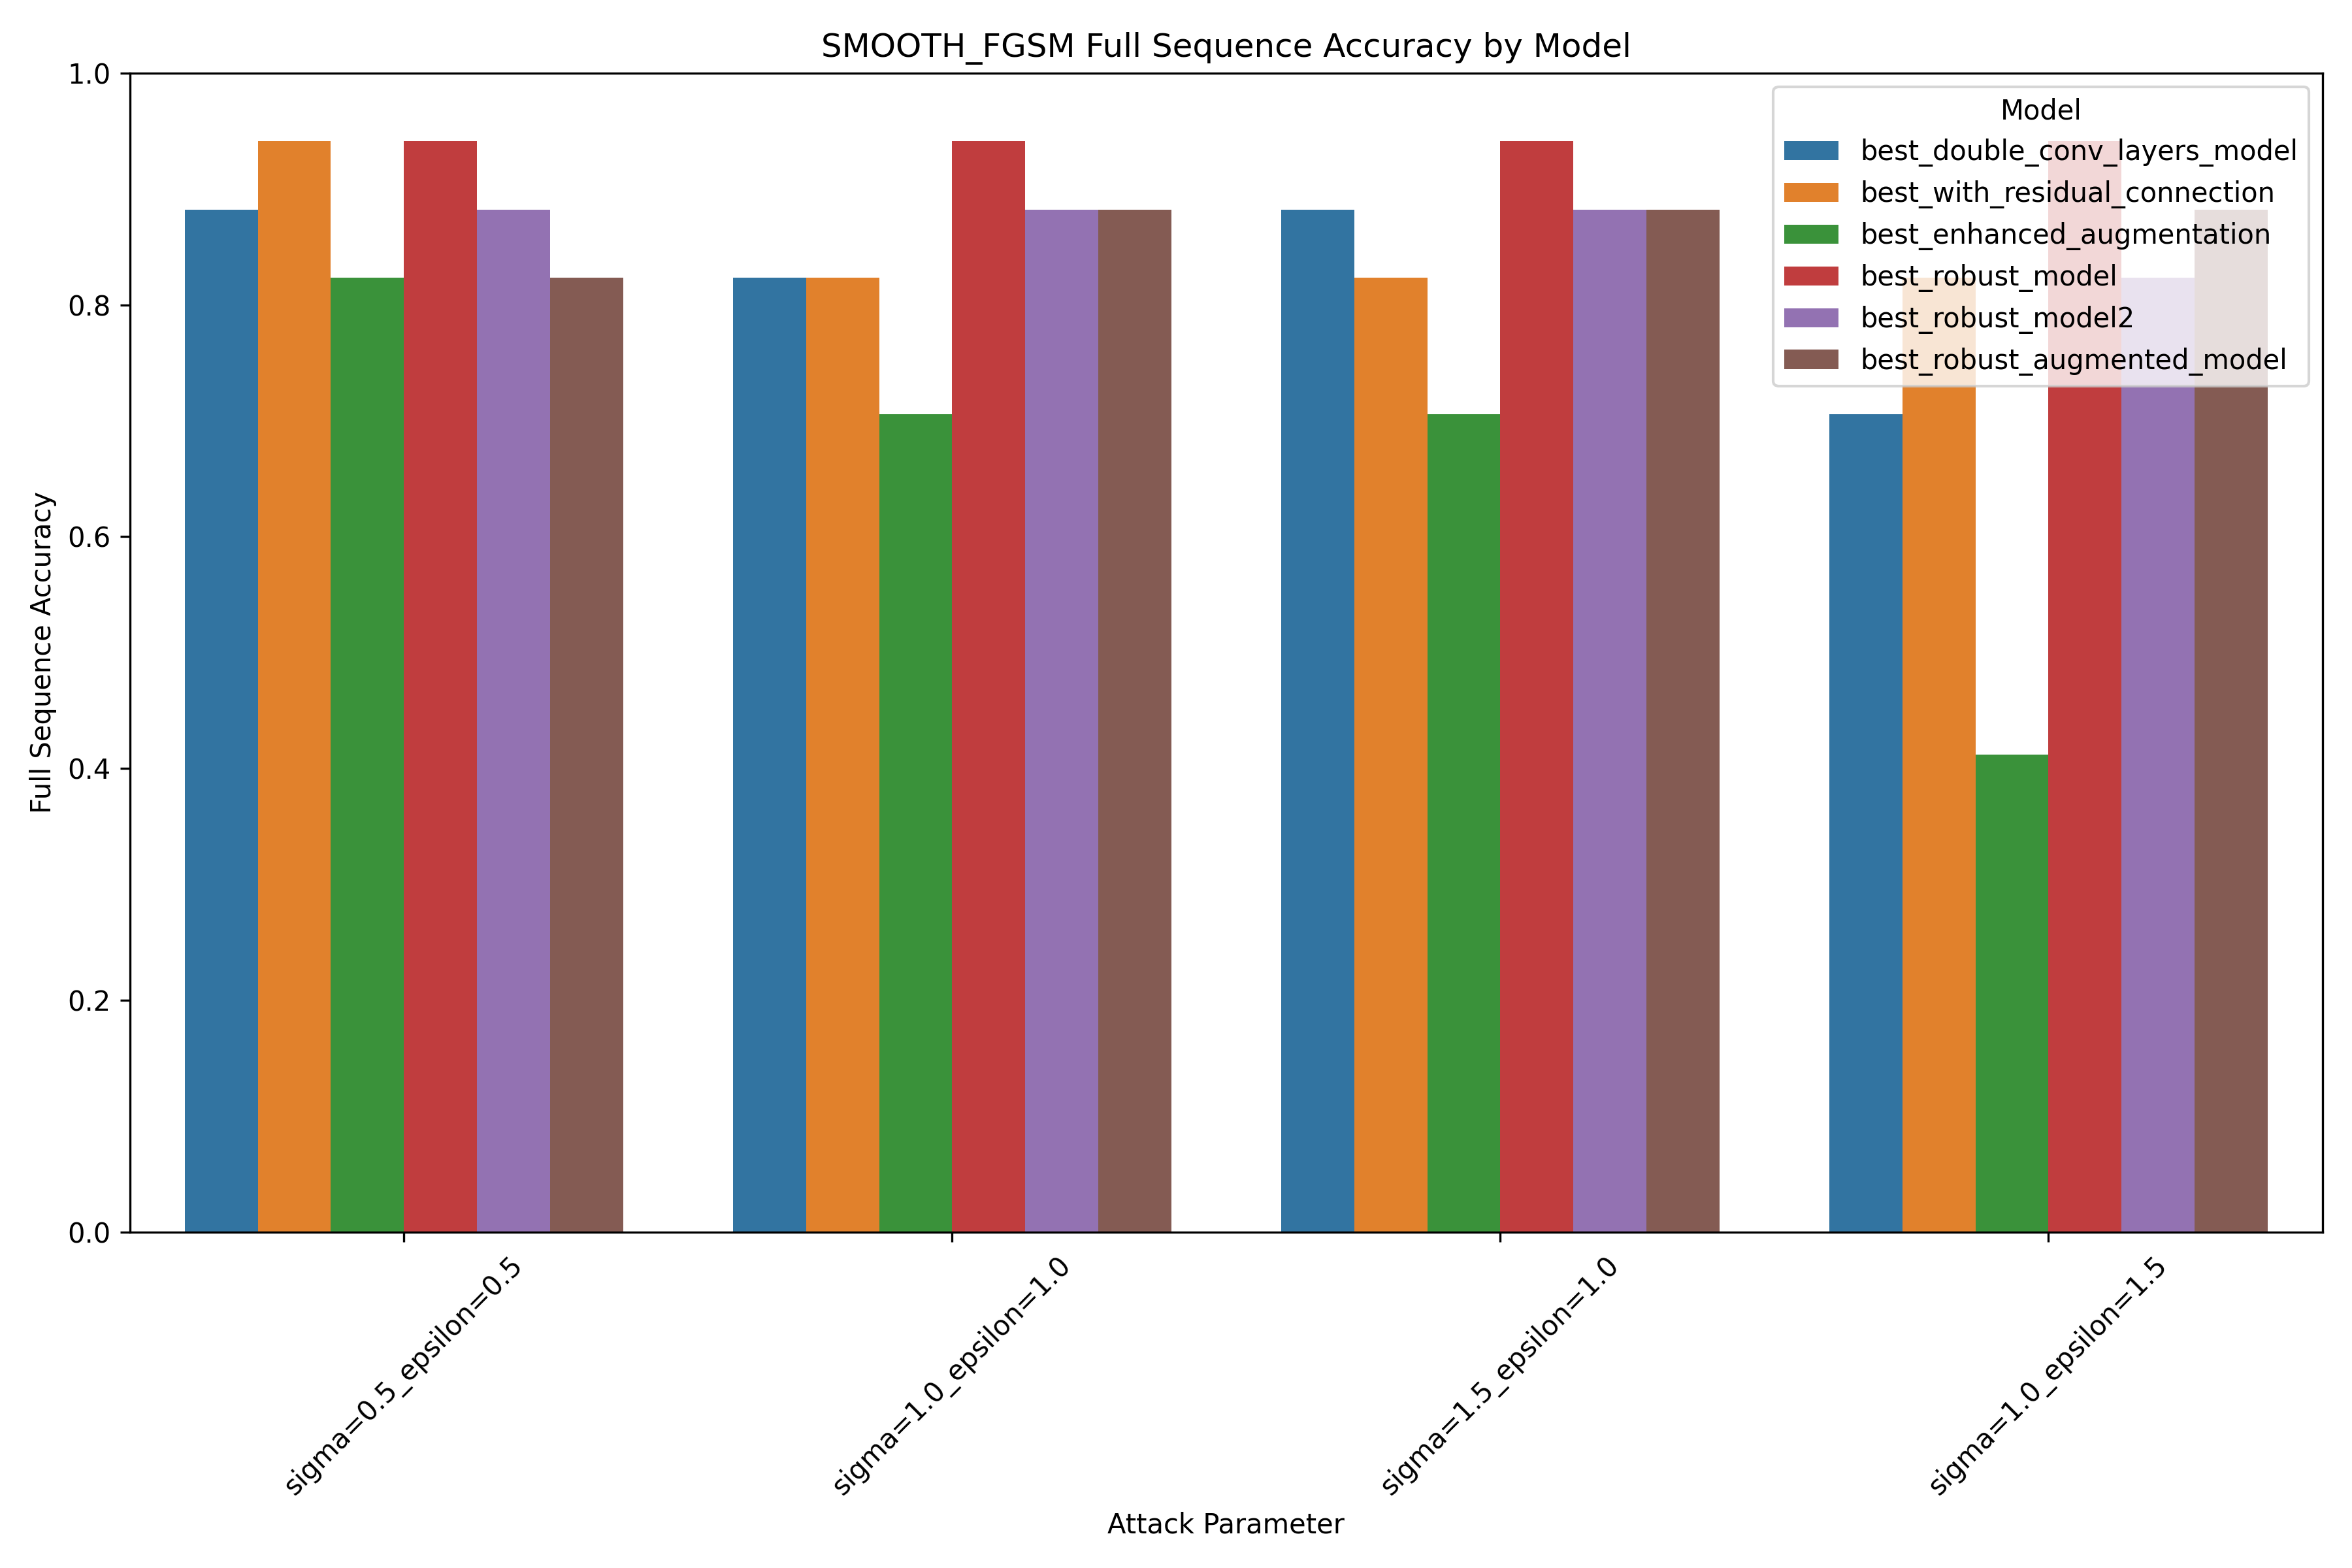 SMOOTH_FGSM Full Sequence Accuracy by Model
Full Sequence Accuracy
1.0
0.8
0.6
0.4
0.2
0.0
Model
best_double_conv_layers_model
best_with_residual_connection
best_enhanced_augmentation
best_robust_model
best_robust_model2
best_robust_augmented_model
sigma=0.5_epsilon=0.5
sigma=1.0_epsilon=1.0
sigma=1.5_epsilon=1.0
sigma=1.0_epsilon=1.5
Attack Parameter